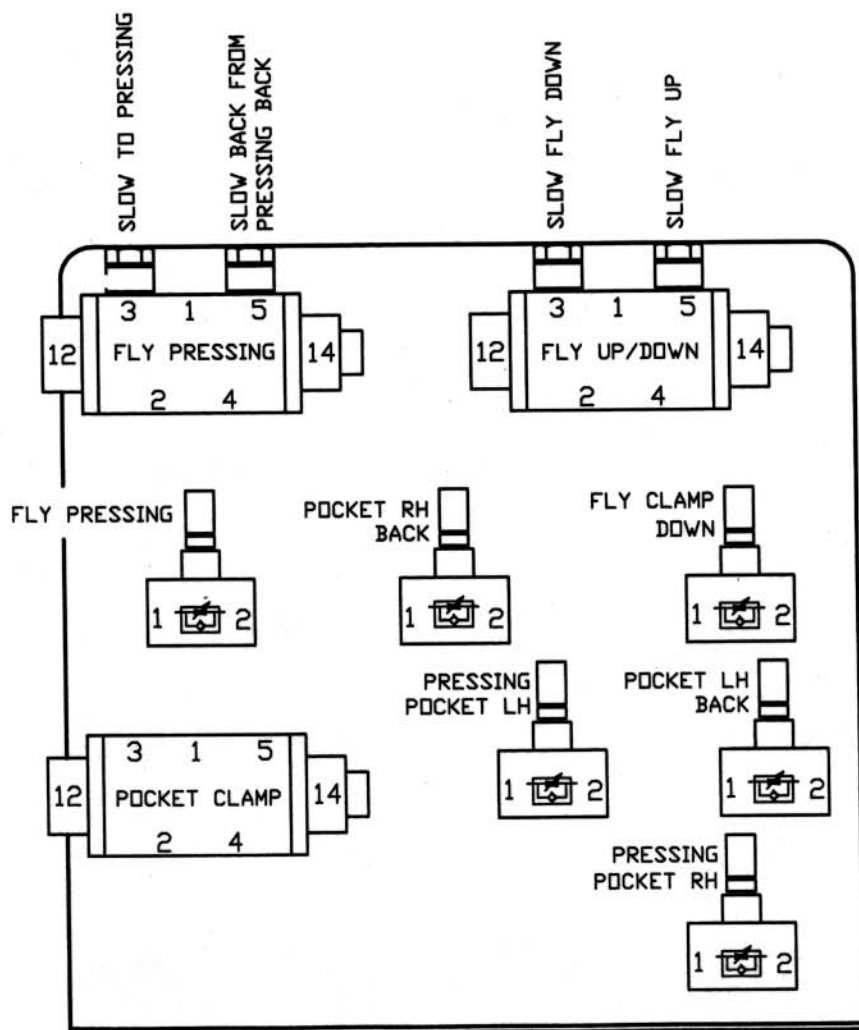 SLOW TO PRESSING
SLOW BACK FROM
PRESSING BACK
SLOW FLY DOWN
SLOW FLY UP
3 1 5
12 FLY PRESSING 14
2 4
3 1 5
12 FLY UP/DOWN 14
2 4
FLY PRESSING
1 2
POCKET RH
BACK
1 2
FLY CLAMP
DOWN
1 2
PRESSING
POCKET LH
1 2
POCKET LH
BACK
1 2
3 1 5
12 POCKET CLAMP 14
2 4
PRESSING
POCKET RH
1 2